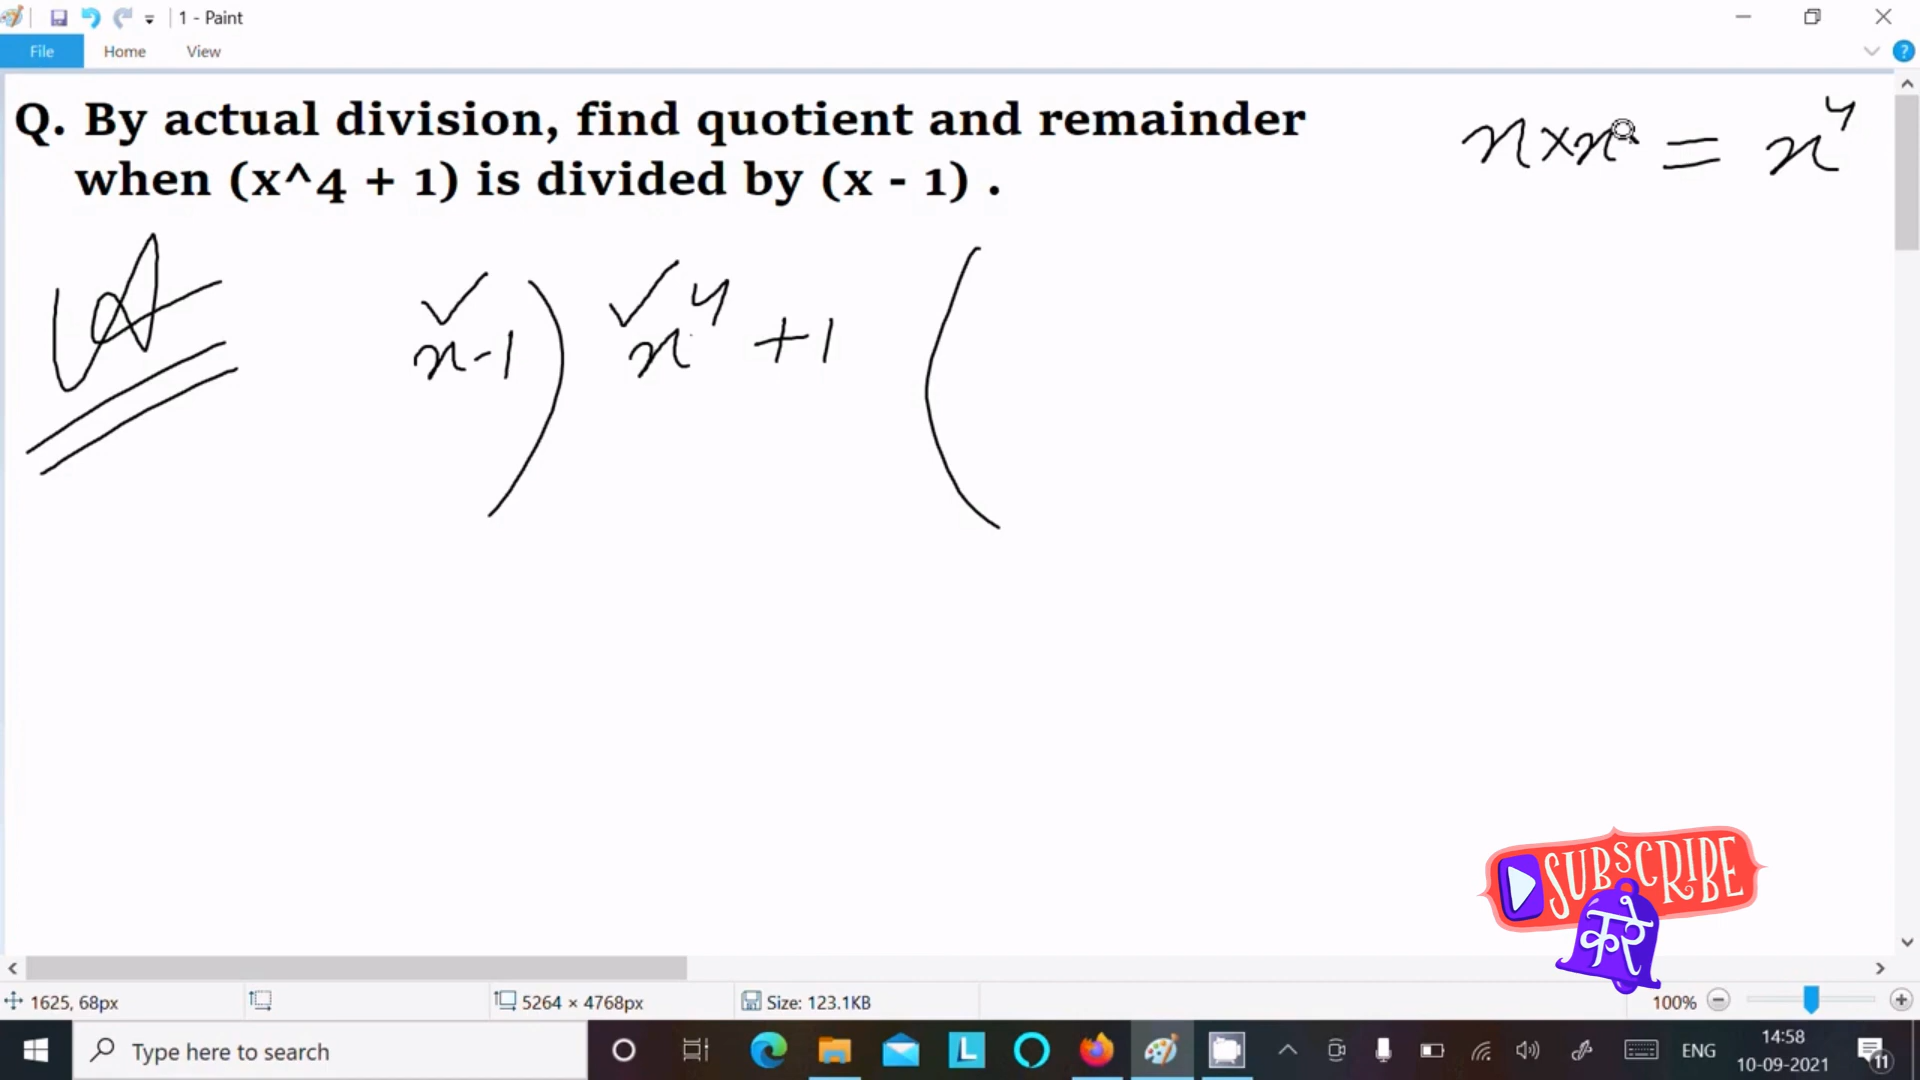 1 - Paint
File Home View
Q. By actual division, find quotient and remainder
when (x^4 + 1) is divided by (x - 1) .
x × x³ = x⁴
x - 1 ) x⁴ + 1 (
SUBSCRIBE
करे
1625, 68px 5264 × 4768px Size: 123.1KB 100%
Type here to search
L
ENG
14:58
10-09-2021
11